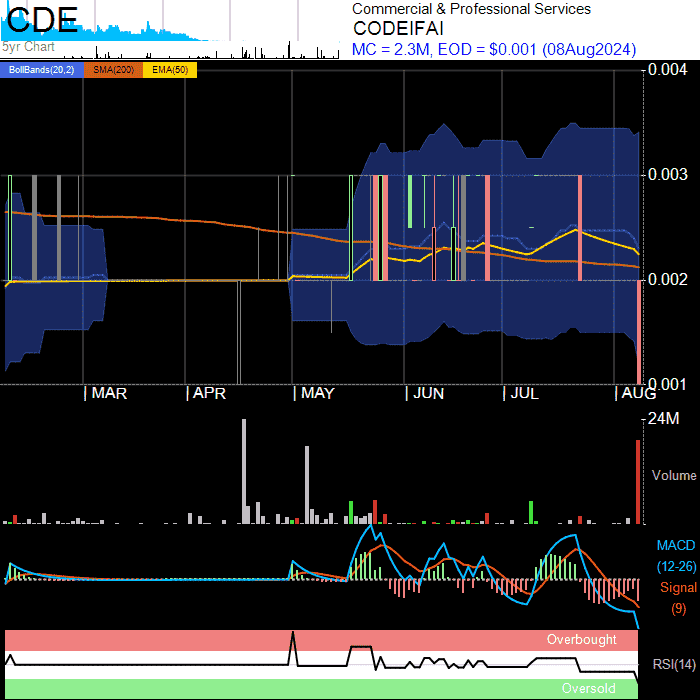 CDE
5yr Chart
Commercial & Professional Services
CODEIFAI
MC = 2.3M, EOD = $0.001 (08Aug2024)
BollBands(20,2) SMA(200) EMA(50)
0.004
0.003
0.002
0.001
MAR APR MAY JUN JUL AUG
24M
Volume
MACD
(12-26)
Signal
(9)
Overbought
RSI(14)
Oversold